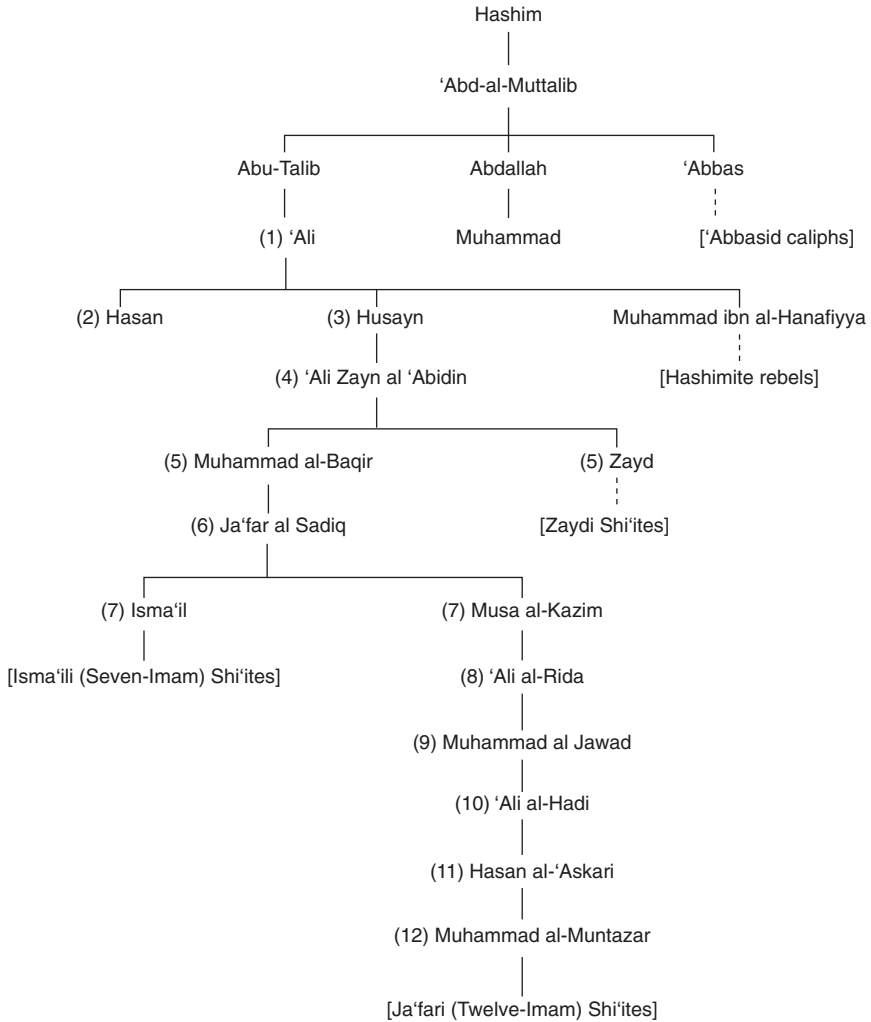 Hashim
‘Abd-al-Muttalib
Abu-Talib
Abdallah
‘Abbas
(1) ‘Ali
Muhammad
[‘Abbasid caliphs]
(2) Hasan
(3) Husayn
Muhammad ibn al-Hanafiyya
(4) ‘Ali Zayn al ‘Abidin
[Hashimite rebels]
(5) Muhammad al-Baqir
(5) Zayd
(6) Ja‘far al Sadiq
[Zaydi Shi‘ites]
(7) Isma‘il
(7) Musa al-Kazim
[Isma‘ili (Seven-Imam) Shi‘ites]
(8) ‘Ali al-Rida
(9) Muhammad al Jawad
(10) ‘Ali al-Hadi
(11) Hasan al-‘Askari
(12) Muhammad al-Muntazar
[Ja‘fari (Twelve-Imam) Shi‘ites]